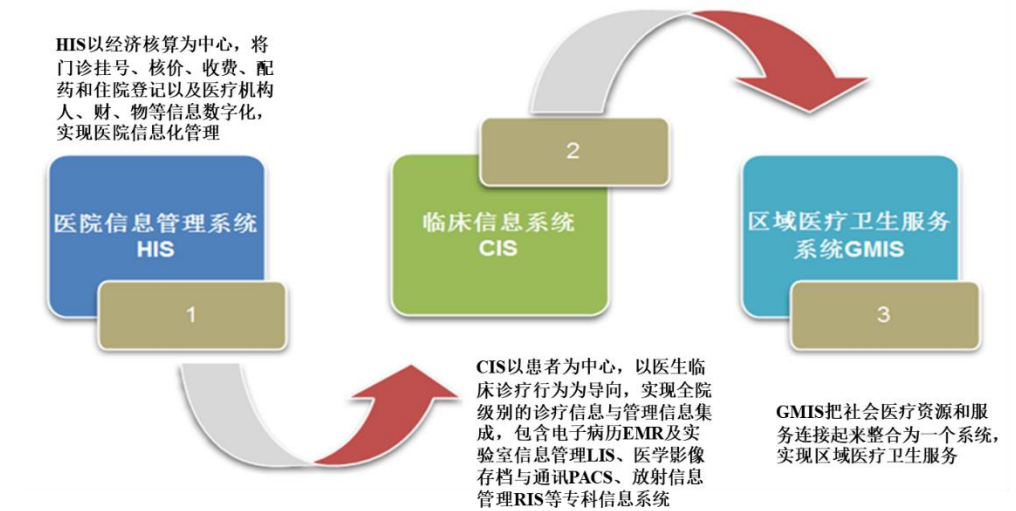 HIS以经济核算为中心，将
门诊挂号、核价、收费、配
药和住院登记以及医疗机构
人、财、物等信息数字化，
实现医院信息化管理
医院信息管理系统
HIS
1
临床信息系统
CIS
2
CIS以患者为中心，以医生临
床诊疗行为为导向，实现全院
级别的诊疗信息与管理信息集
成，包含电子病历EMR及实
验室信息管理LIS、医学影像
存档与通讯PACS、放射信息
管理RIS等专科信息系统
区域医疗卫生服务
系统GMIS
3
GMIS把社会医疗资源和服
务连接起来整合为一个系统，
实现区域医疗卫生服务